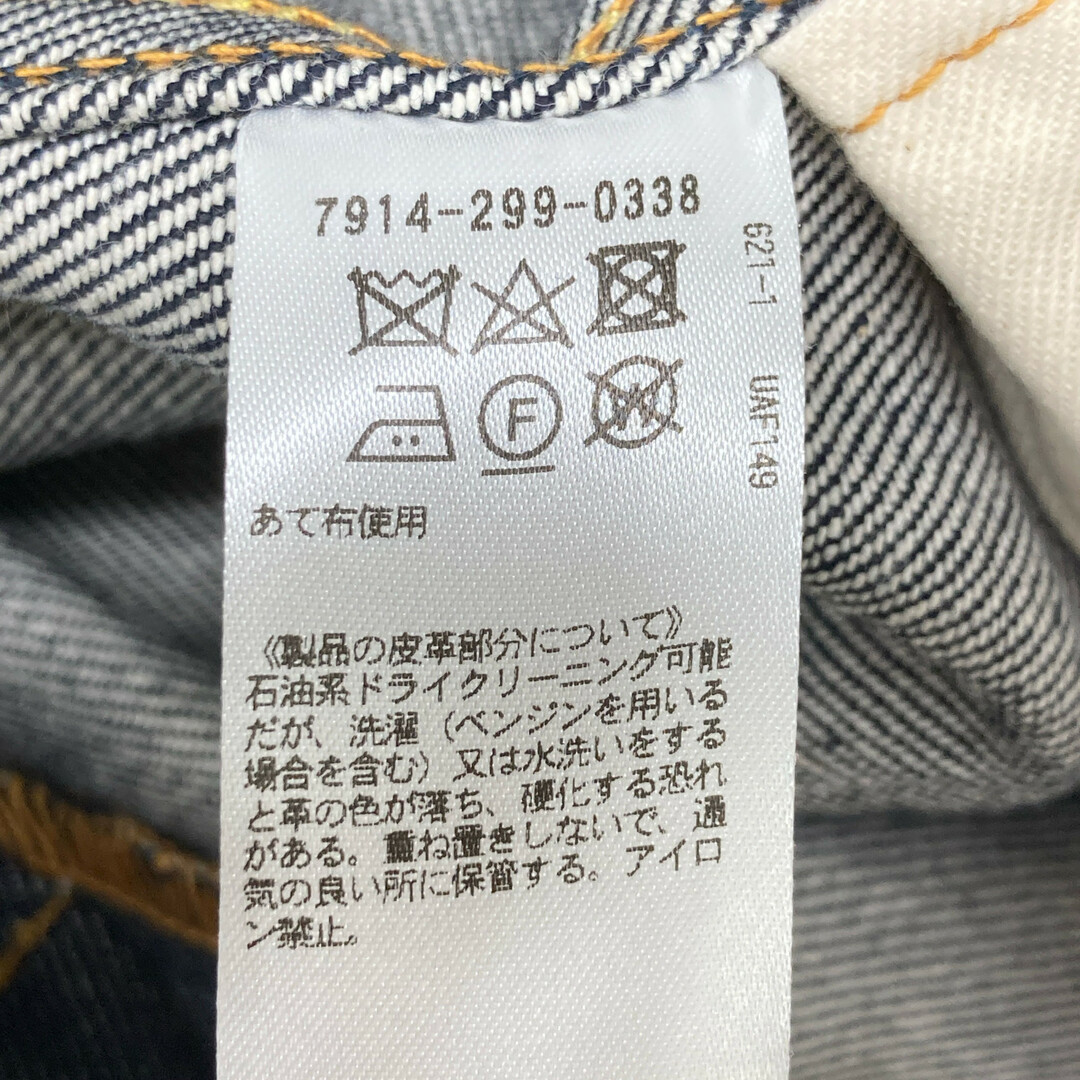 7914-299-0338
621-1 UAF149
F
W
あて布使用
《製品の皮革部分について》
石油系ドライクリーニング可能
だが、洗濯（ベンジンを用いる
場合を含む）又は水洗いをする
と革の色が落ち、硬化する恐れ
がある。重ね置きしないで、通
気の良い所に保管する。アイロ
ン禁止。